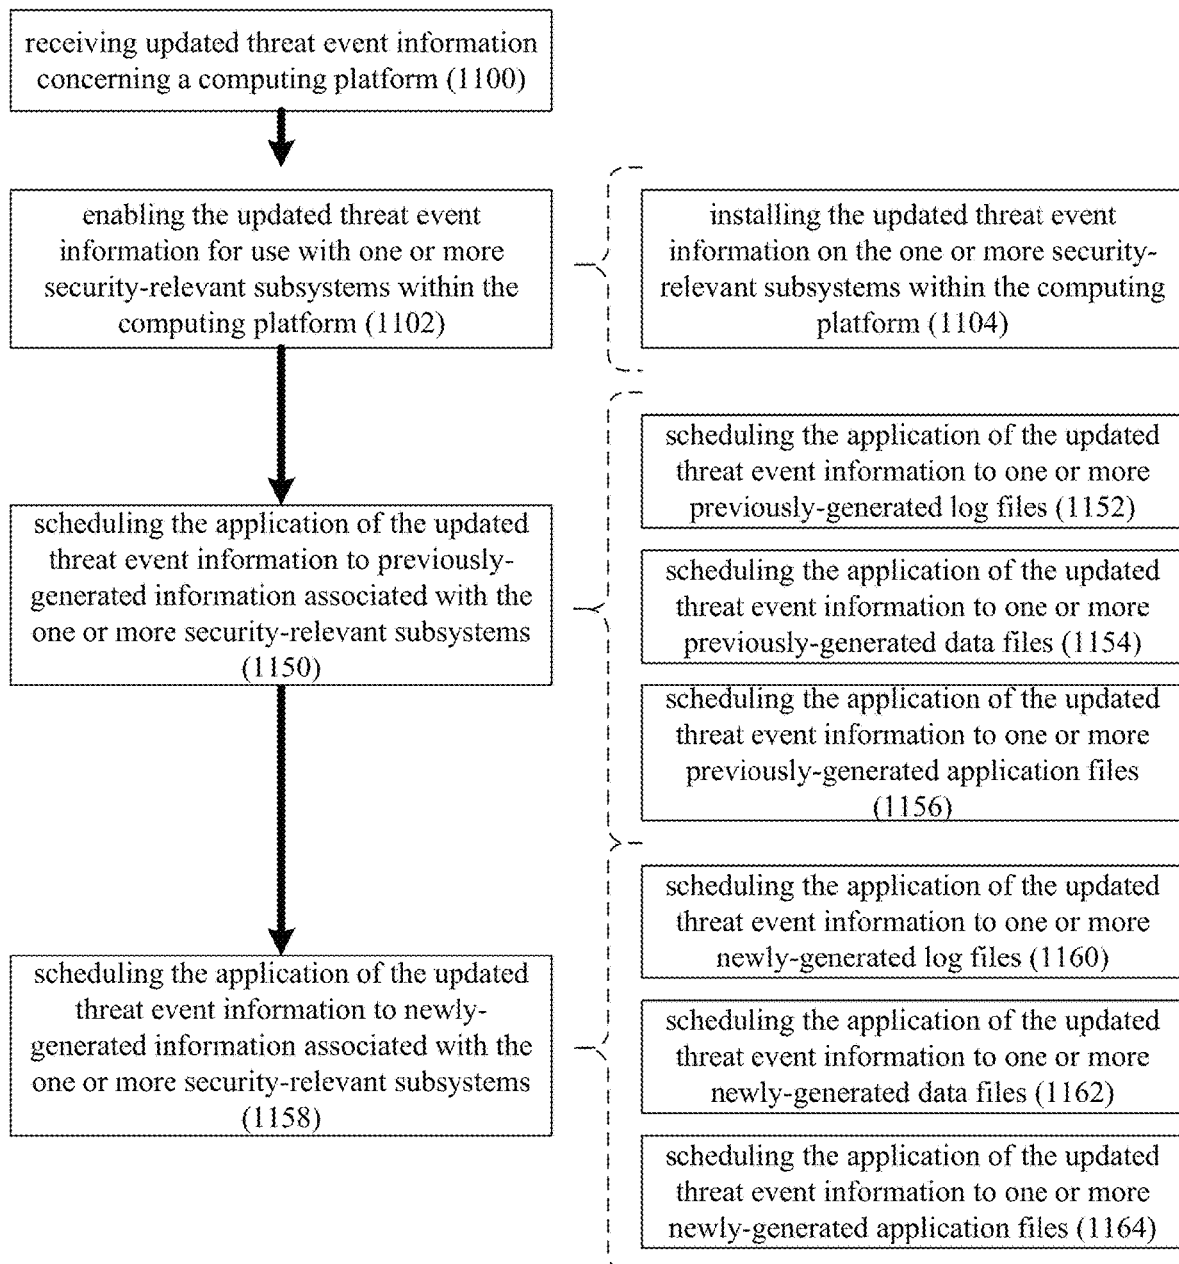 receiving updated threat event information
concerning a computing platform (1100)
enabling the updated threat event
information for use with one or more
security-relevant subsystems within the
computing platform (1102)
installing the updated threat event
information on the one or more security-
relevant subsystems within the computing
platform (1104)
scheduling the application of the updated
threat event information to previously-
generated information associated with the
one or more security-relevant subsystems
(1150)
scheduling the application of the updated
threat event information to one or more
previously-generated log files (1152)
scheduling the application of the updated
threat event information to one or more
previously-generated data files (1154)
scheduling the application of the updated
threat event information to one or more
previously-generated application files
(1156)
scheduling the application of the updated
threat event information to newly-
generated information associated with the
one or more security-relevant subsystems
(1158)
scheduling the application of the updated
threat event information to one or more
newly-generated log files (1160)
scheduling the application of the updated
threat event information to one or more
newly-generated data files (1162)
scheduling the application of the updated
threat event information to one or more
newly-generated application files (1164)